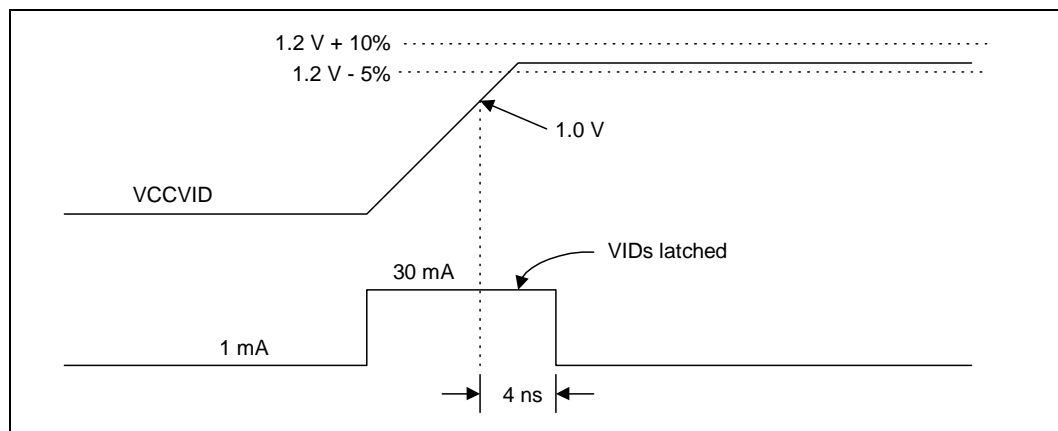 1.2 V + 10%
1.2 V - 5%
1.0 V
VCCVID
VIDs latched
30 mA
1 mA
4 ns